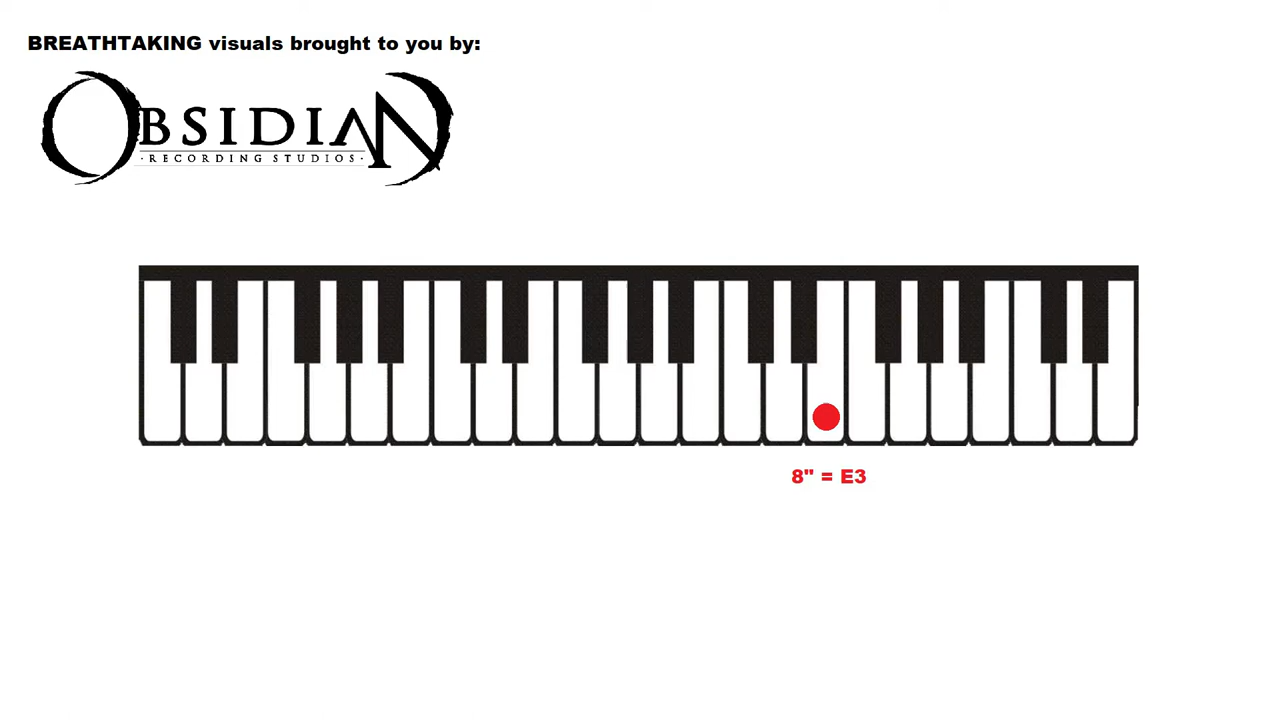 BREATHTAKING visuals brought to you by:
OBSIDIAN
·RECORDING STUDIOS·
8" = E3